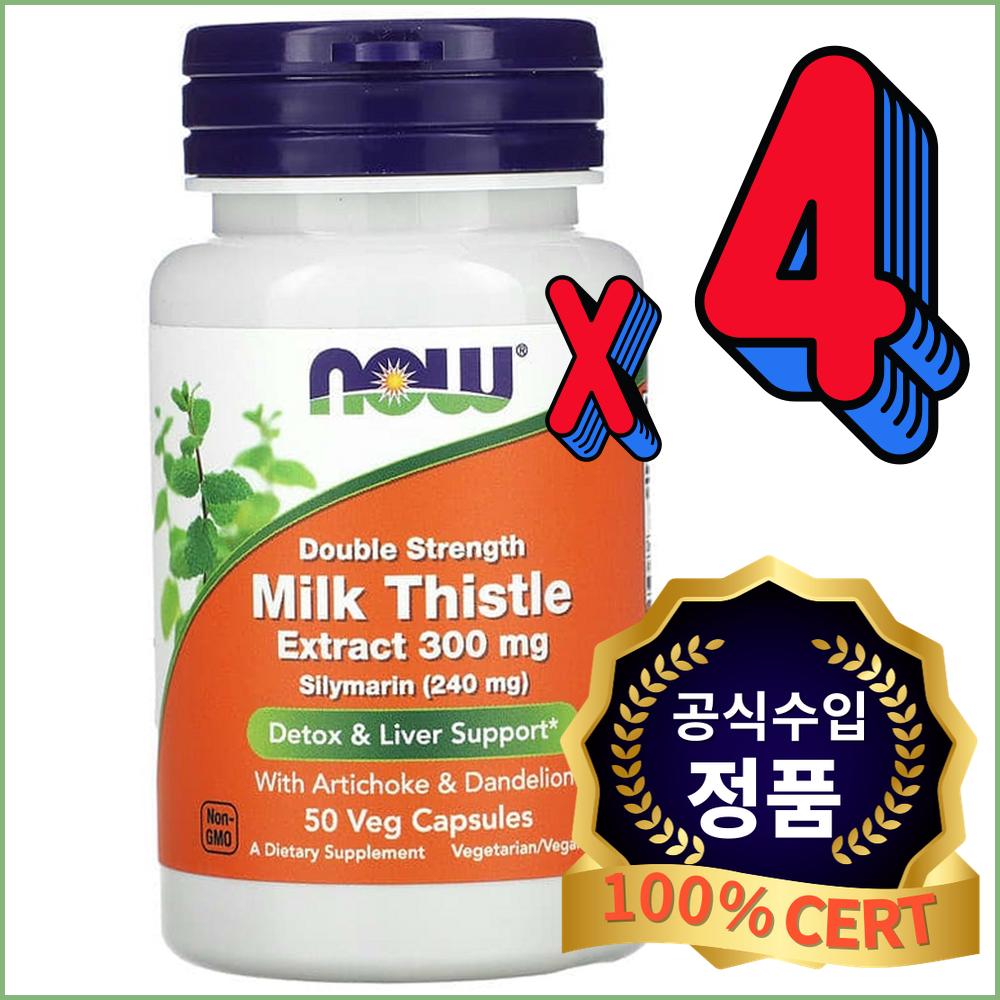 now®
X 4
Double Strength
Milk Thistle
Extract 300 mg
Silymarin (240 mg)
Detox & Liver Support*
With Artichoke & Dandelion
50 Veg Capsules
Non-
GMO
A Dietary Supplement Vegetarian/Vegan
공식수입
정품
100% CERT